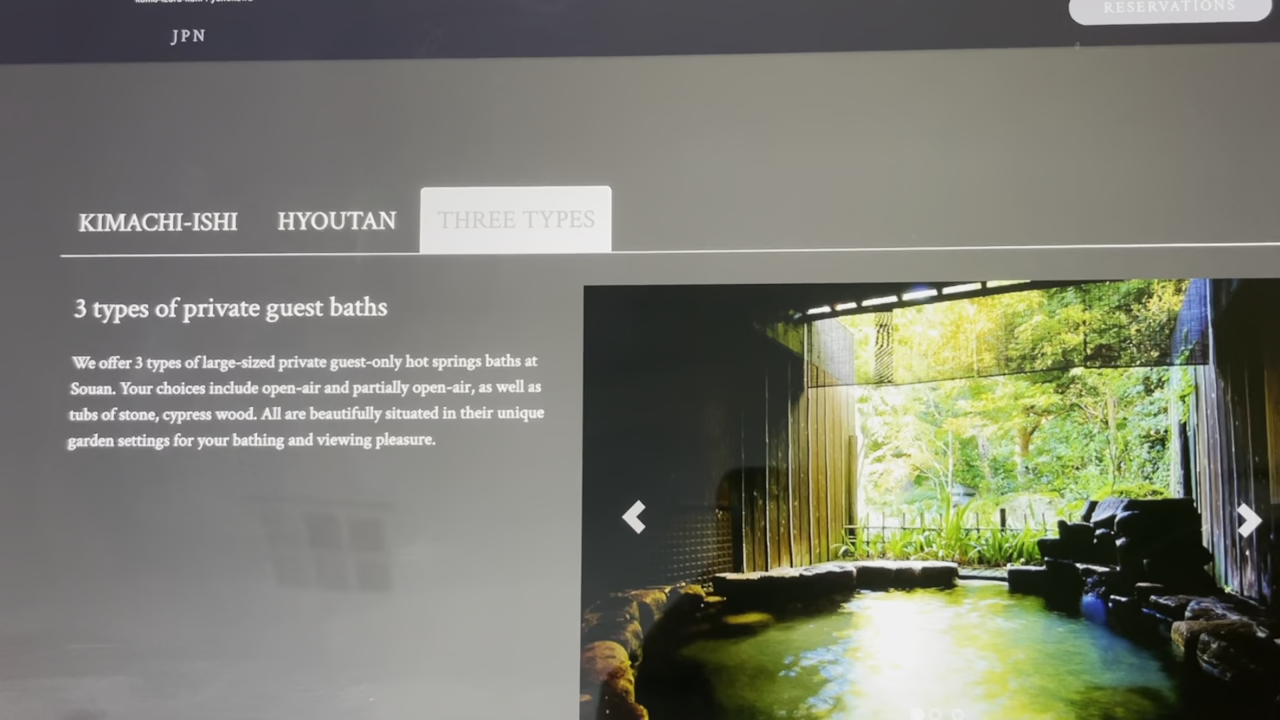 JPN
RESERVATIONS
KIMACHI-ISHI
HYOUTAN
THREE TYPES
3 types of private guest baths
We offer 3 types of large-sized private guest-only hot springs baths at
Souan. Your choices include open-air and partially open-air, as well as
tubs of stone, cypress wood. All are beautifully situated in their unique
garden settings for your bathing and viewing pleasure.